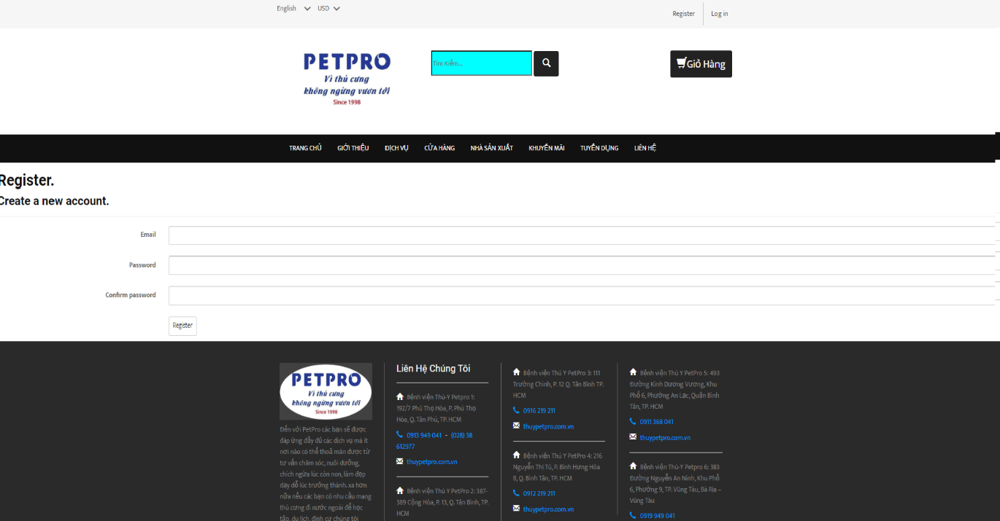 English
USD
Register
Log in
PETPRO
Vì thú cưng
không ngừng vươn tới
Since 1998
Tìm Kiếm...
Giỏ Hàng
TRANG CHỦ
GIỚI THIỆU
DỊCH VỤ
CỬA HÀNG
NHÀ SẢN XUẤT
KHUYẾN MÃI
TUYỂN DỤNG
LIÊN HỆ
Register.
Create a new account.
Email
Password
Confirm password
Register
PETPRO
Vì thú cưng
không ngừng vươn tới
Since 1998
Đến với PetPro các bạn sẽ được
đáp ứng đầy đủ các dịch vụ mà ít
nơi nào có thể thoả mãn được từ
tư vấn chăm sóc, nuôi dưỡng,
chích ngừa lúc còn non, làm đẹp
dạy dỗ lúc trưởng thành. xa hơn
nữa nếu các bạn có nhu cầu mang
thú cưng đi nước ngoài để học
tập, du lịch, định cư chúng tôi
Liên Hệ Chúng Tôi
Bệnh viện Thú-Y Petpro 1:
192/7 Phú Thọ Hòa, P. Phú Thọ
Hòa, Q. Tân Phú, TP. HCM
0913 949 041 - (028) 38
612977
thuypetpro.com.vn
Bệnh viện Thú Y PetPro 2: 387-
389 Cộng Hòa, P. 13, Q. Tân Bình, TP.
HCM
Bệnh viện Thú Y PetPro 3: 111
Trường Chinh, P. 12 Q. Tân Bình TP.
HCM
0916 219 211
thuypetpro.com.vn
Bệnh viện Thú Y PetPro 4: 216
Nguyễn Thị Tú, P. Bình Hưng Hòa
B, Q. Bình Tân, TP. HCM
0912 219 211
thuypetpro.com.vn
Bệnh viện Thú Y PetPro 5: 493
Đường Kinh Dương Vương, Khu
Phố 6, Phường An Lạc, Quận Bình
Tân, TP. HCM
0911 368 041
thuypetpro.com.vn
Bệnh viện Thú-Y Petpro 6: 383
Đường Nguyễn An Ninh, Khu Phố
6, Phường 9, TP. Vũng Tàu, Bà Rịa –
Vũng Tàu
0919 949 041